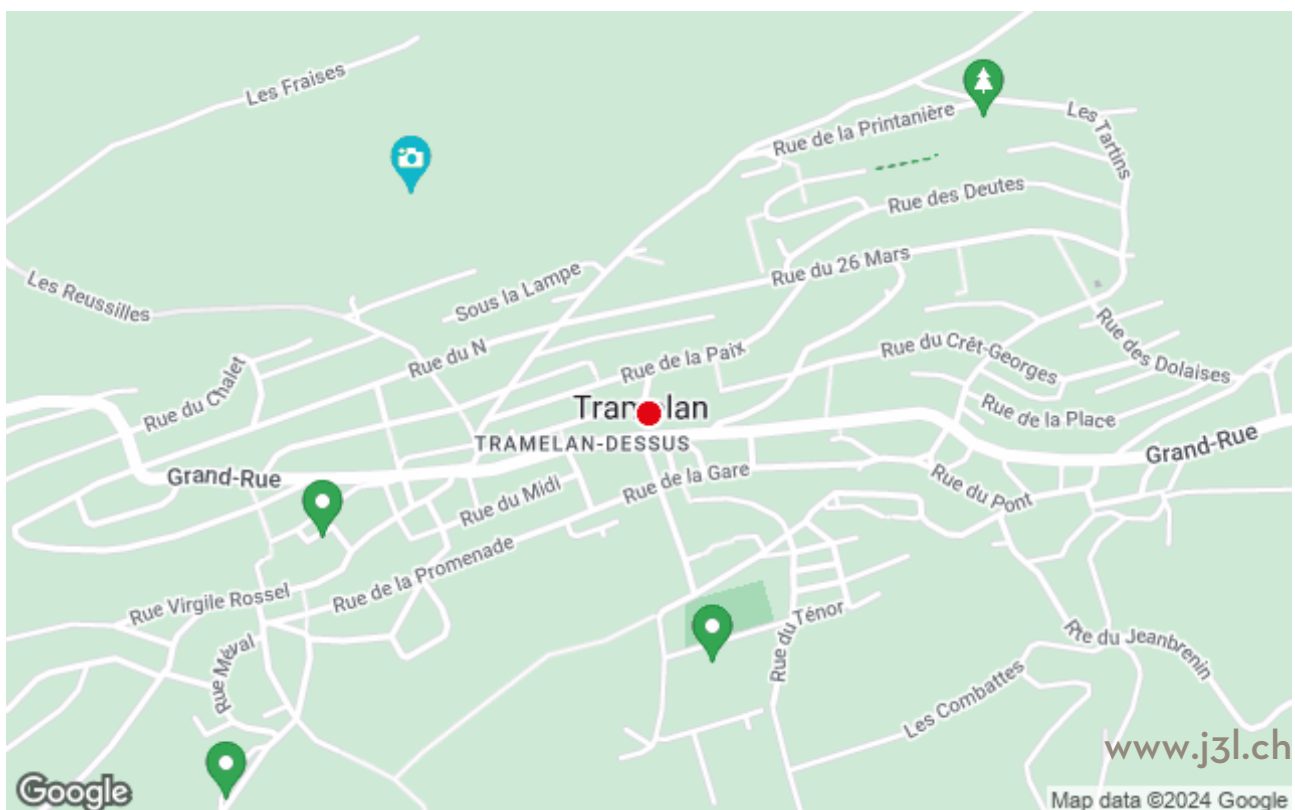 Les Fraises
Rue de la Printanière
Les Tartins
Rue des Deutes
Rue du 26 Mars
Les Reussilles
Sous la Lampe
Rue du N
Rue de la Paix
Rue du Crêt-Georges
Rue des Dolaises
Rue du Chalet
Rue de la Place
Tram lan
TRAMELAN-DESSUS
Grand-Rue
Grand-Rue
Rue de la Gare
Rue du Midi
Rue du Pont
Rue de la Promenade
Rue Virgile Rossel
Rue du Ténor
Rte du Jeanbrenin
Rue Méval
Les Combattes
www.j3l.ch
Google
Map data ©2024 Google